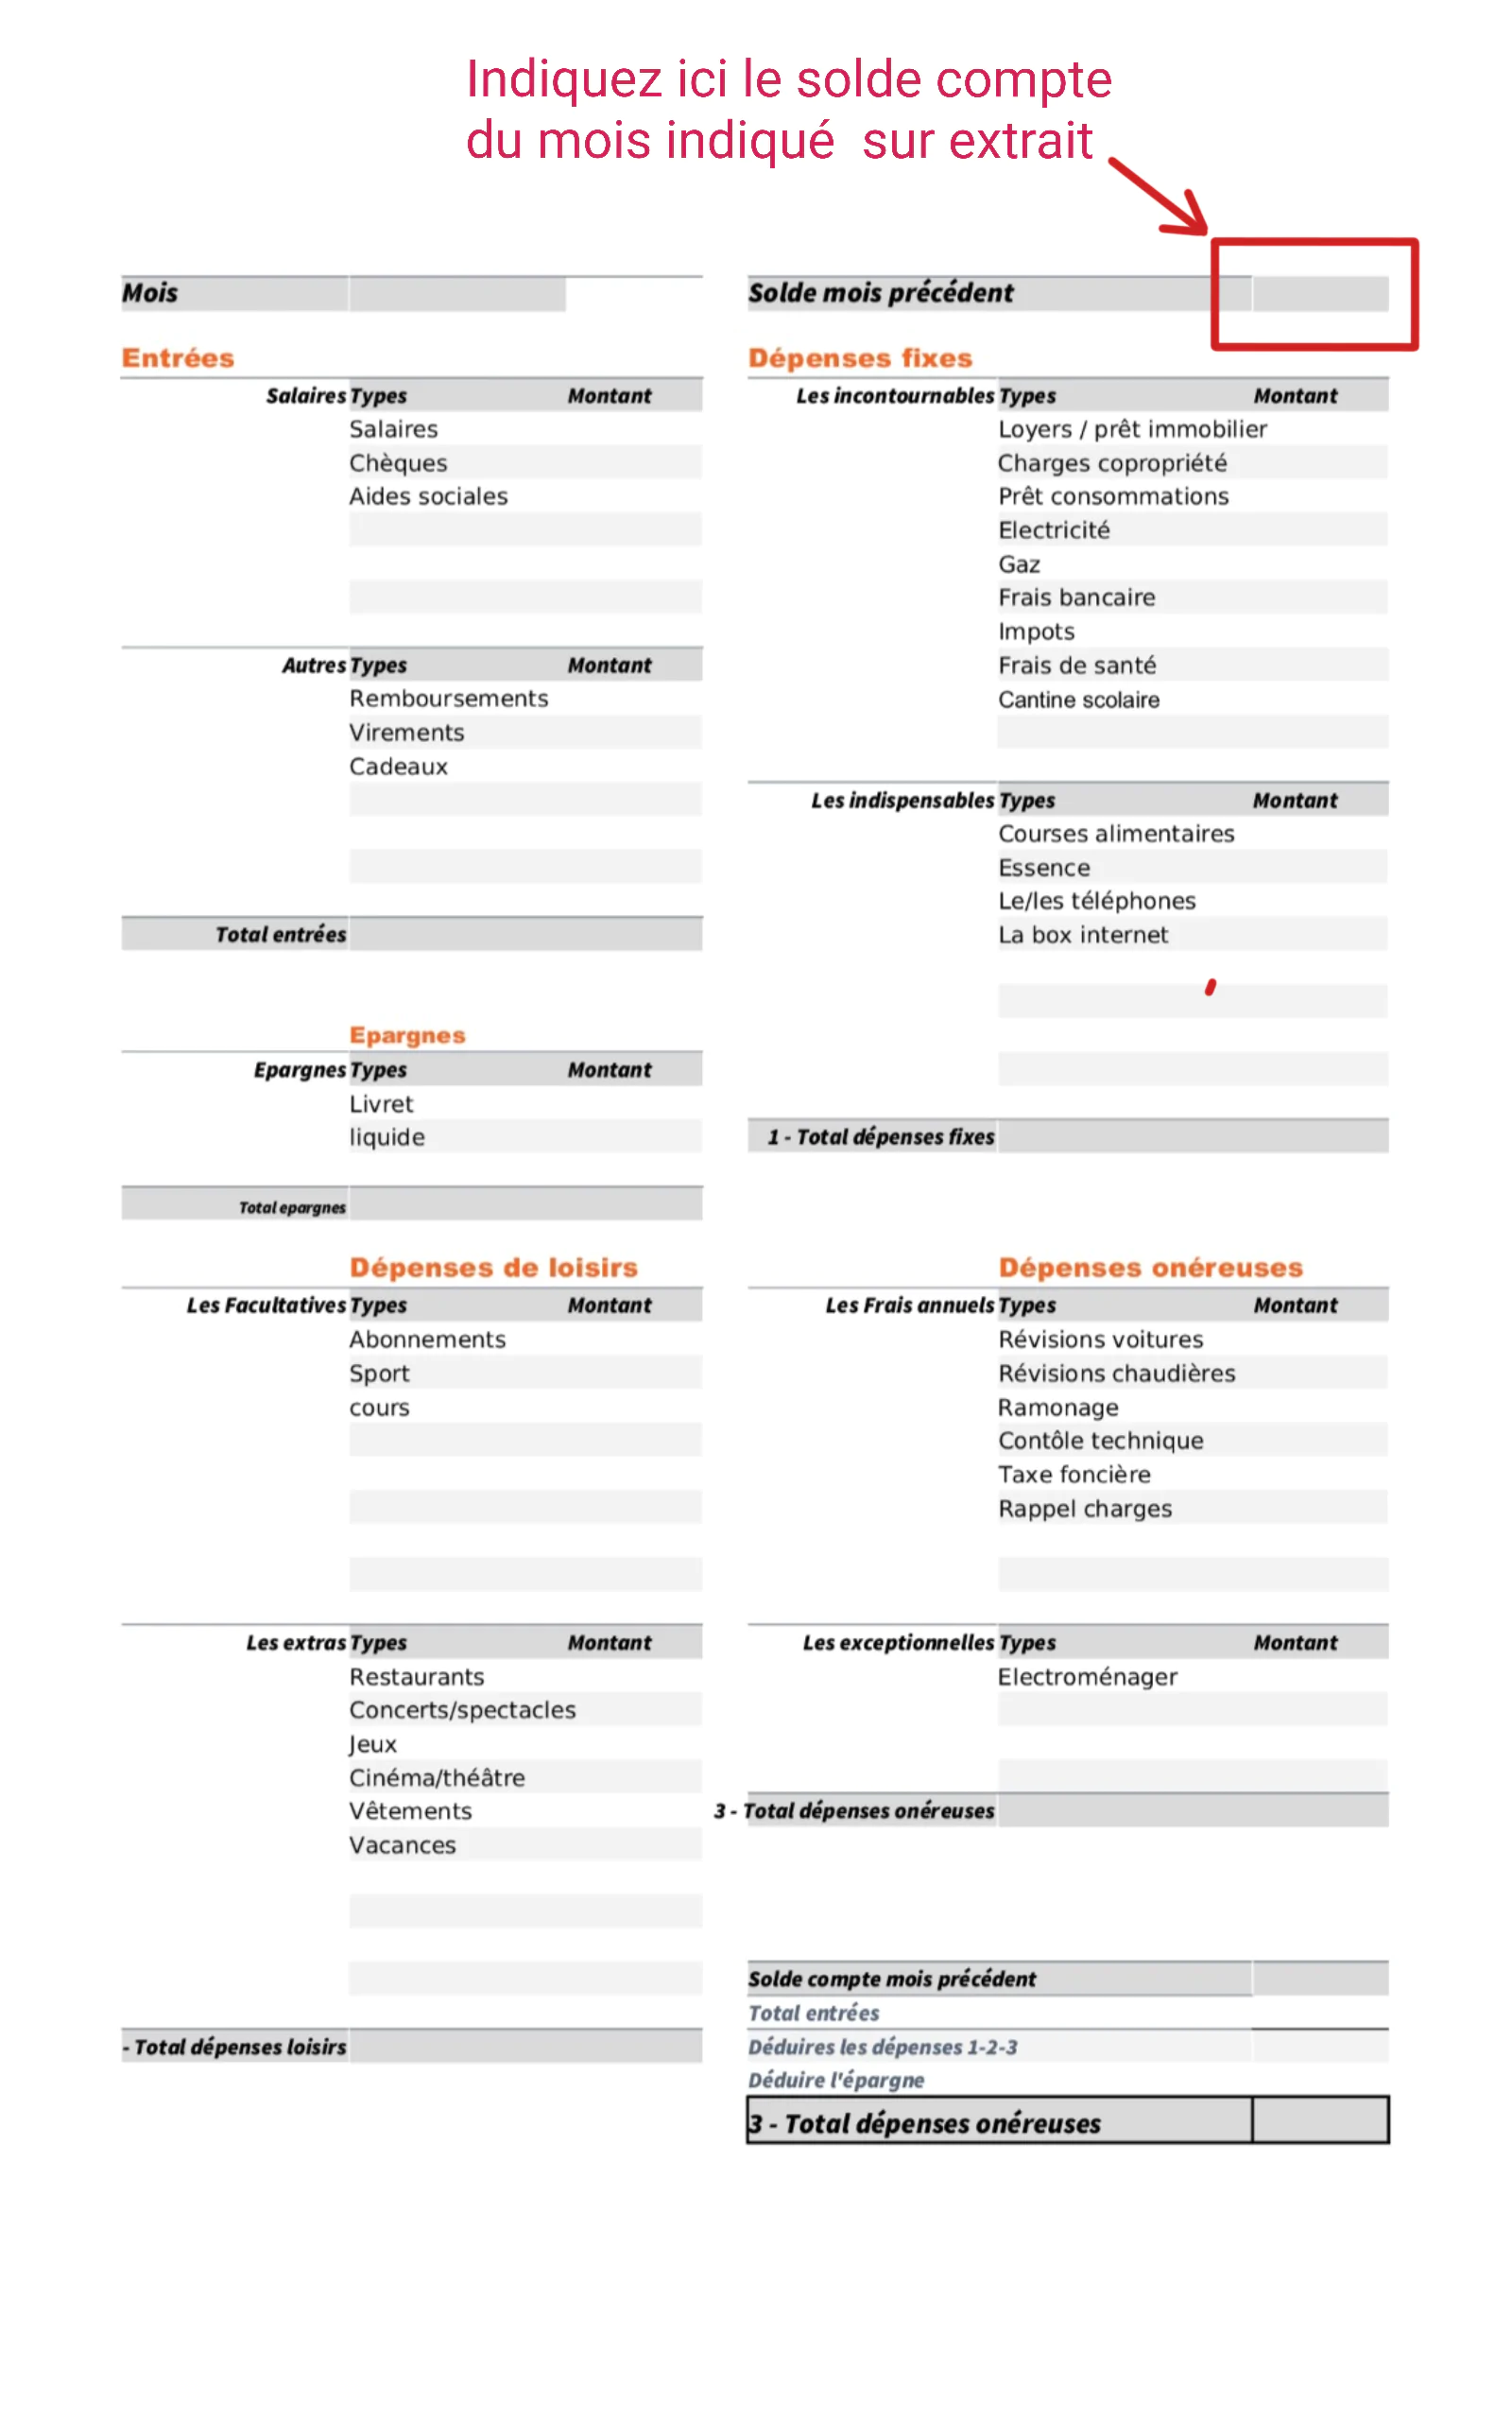 Indiquez ici le solde compte
du mois indiqué sur extrait
Mois
Entrées
Salaires Types Montant
Salaires
Chèques
Aides sociales
Autres Types Montant
Remboursements
Virements
Cadeaux
Total entrées
Epargnes
Epargnes Types Montant
Livret
liquide
Total epargnes
Solde mois précédent
Dépenses fixes
Les incontournables Types Montant
Loyers / prêt immobilier
Charges copropriété
Prêt consommations
Electricité
Gaz
Frais bancaire
Impots
Frais de santé
Cantine scolaire
Les indispensables Types Montant
Courses alimentaires
Essence
Le/les téléphones
La box internet
1 - Total dépenses fixes
Dépenses de loisirs
Les Facultatives Types Montant
Abonnements
Sport
cours
Les extras Types Montant
Restaurants
Concerts/spectacles
Jeux
Cinéma/théâtre
Vêtements
Vacances
- Total dépenses loisirs
Dépenses onéreuses
Les Frais annuels Types Montant
Révisions voitures
Révisions chaudières
Ramonage
Contôle technique
Taxe foncière
Rappel charges
Les exceptionnelles Types Montant
Electroménager
3 - Total dépenses onéreuses
Solde compte mois précédent
Total entrées
Déduires les dépenses 1-2-3
Déduire l'épargne
3 - Total dépenses onéreuses